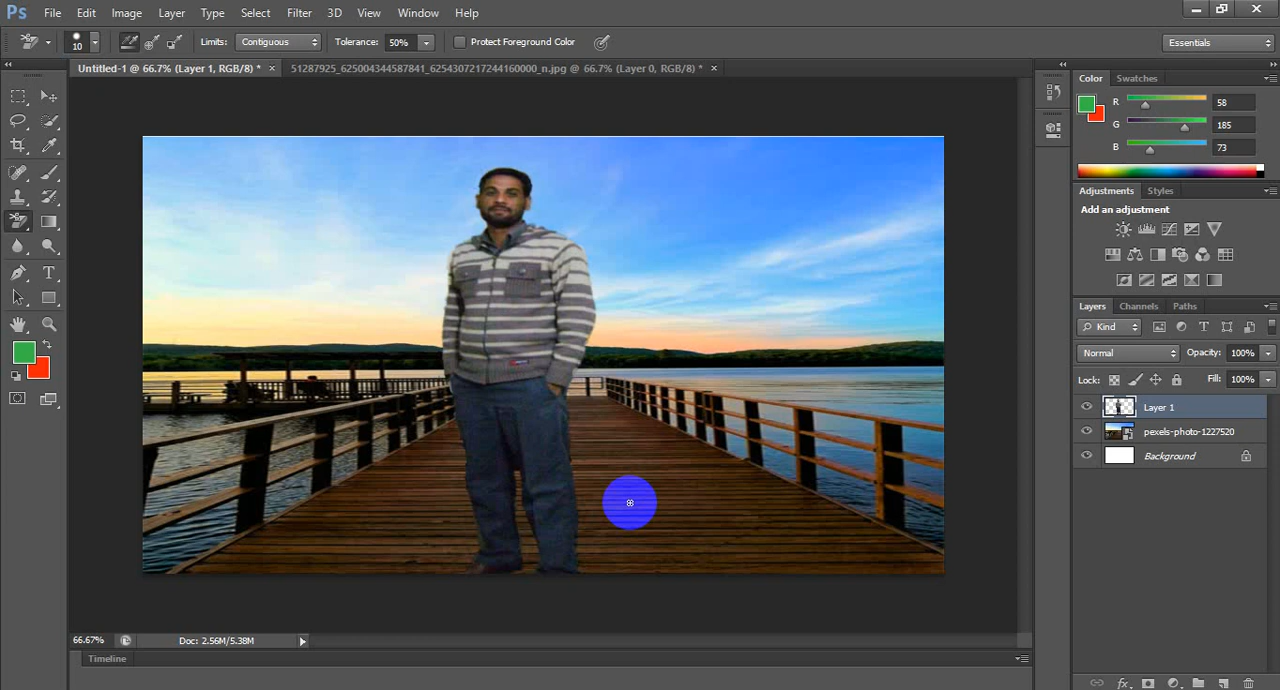 Ps File Edit Image Layer Type Select Filter 3D View Window Help
10 Limits: Contiguous Tolerance: 50% Protect Foreground Color Essentials
Untitled-1 @ 66.7% (Layer 1, RGB/8) * × 51287925_625004344587841_6254307217244160000_n.jpg @ 66.7% (Layer 0, RGB/8) * ×
Color Swatches
R 58
G 185
B 73
Adjustments Styles
Add an adjustment
Layers Channels Paths
Kind T
Normal Opacity: 100%
Lock: Fill: 100%
Layer 1
pexels-photo-1227520
Background
66.67% Doc: 2.56M/5.38M
Timeline
fx